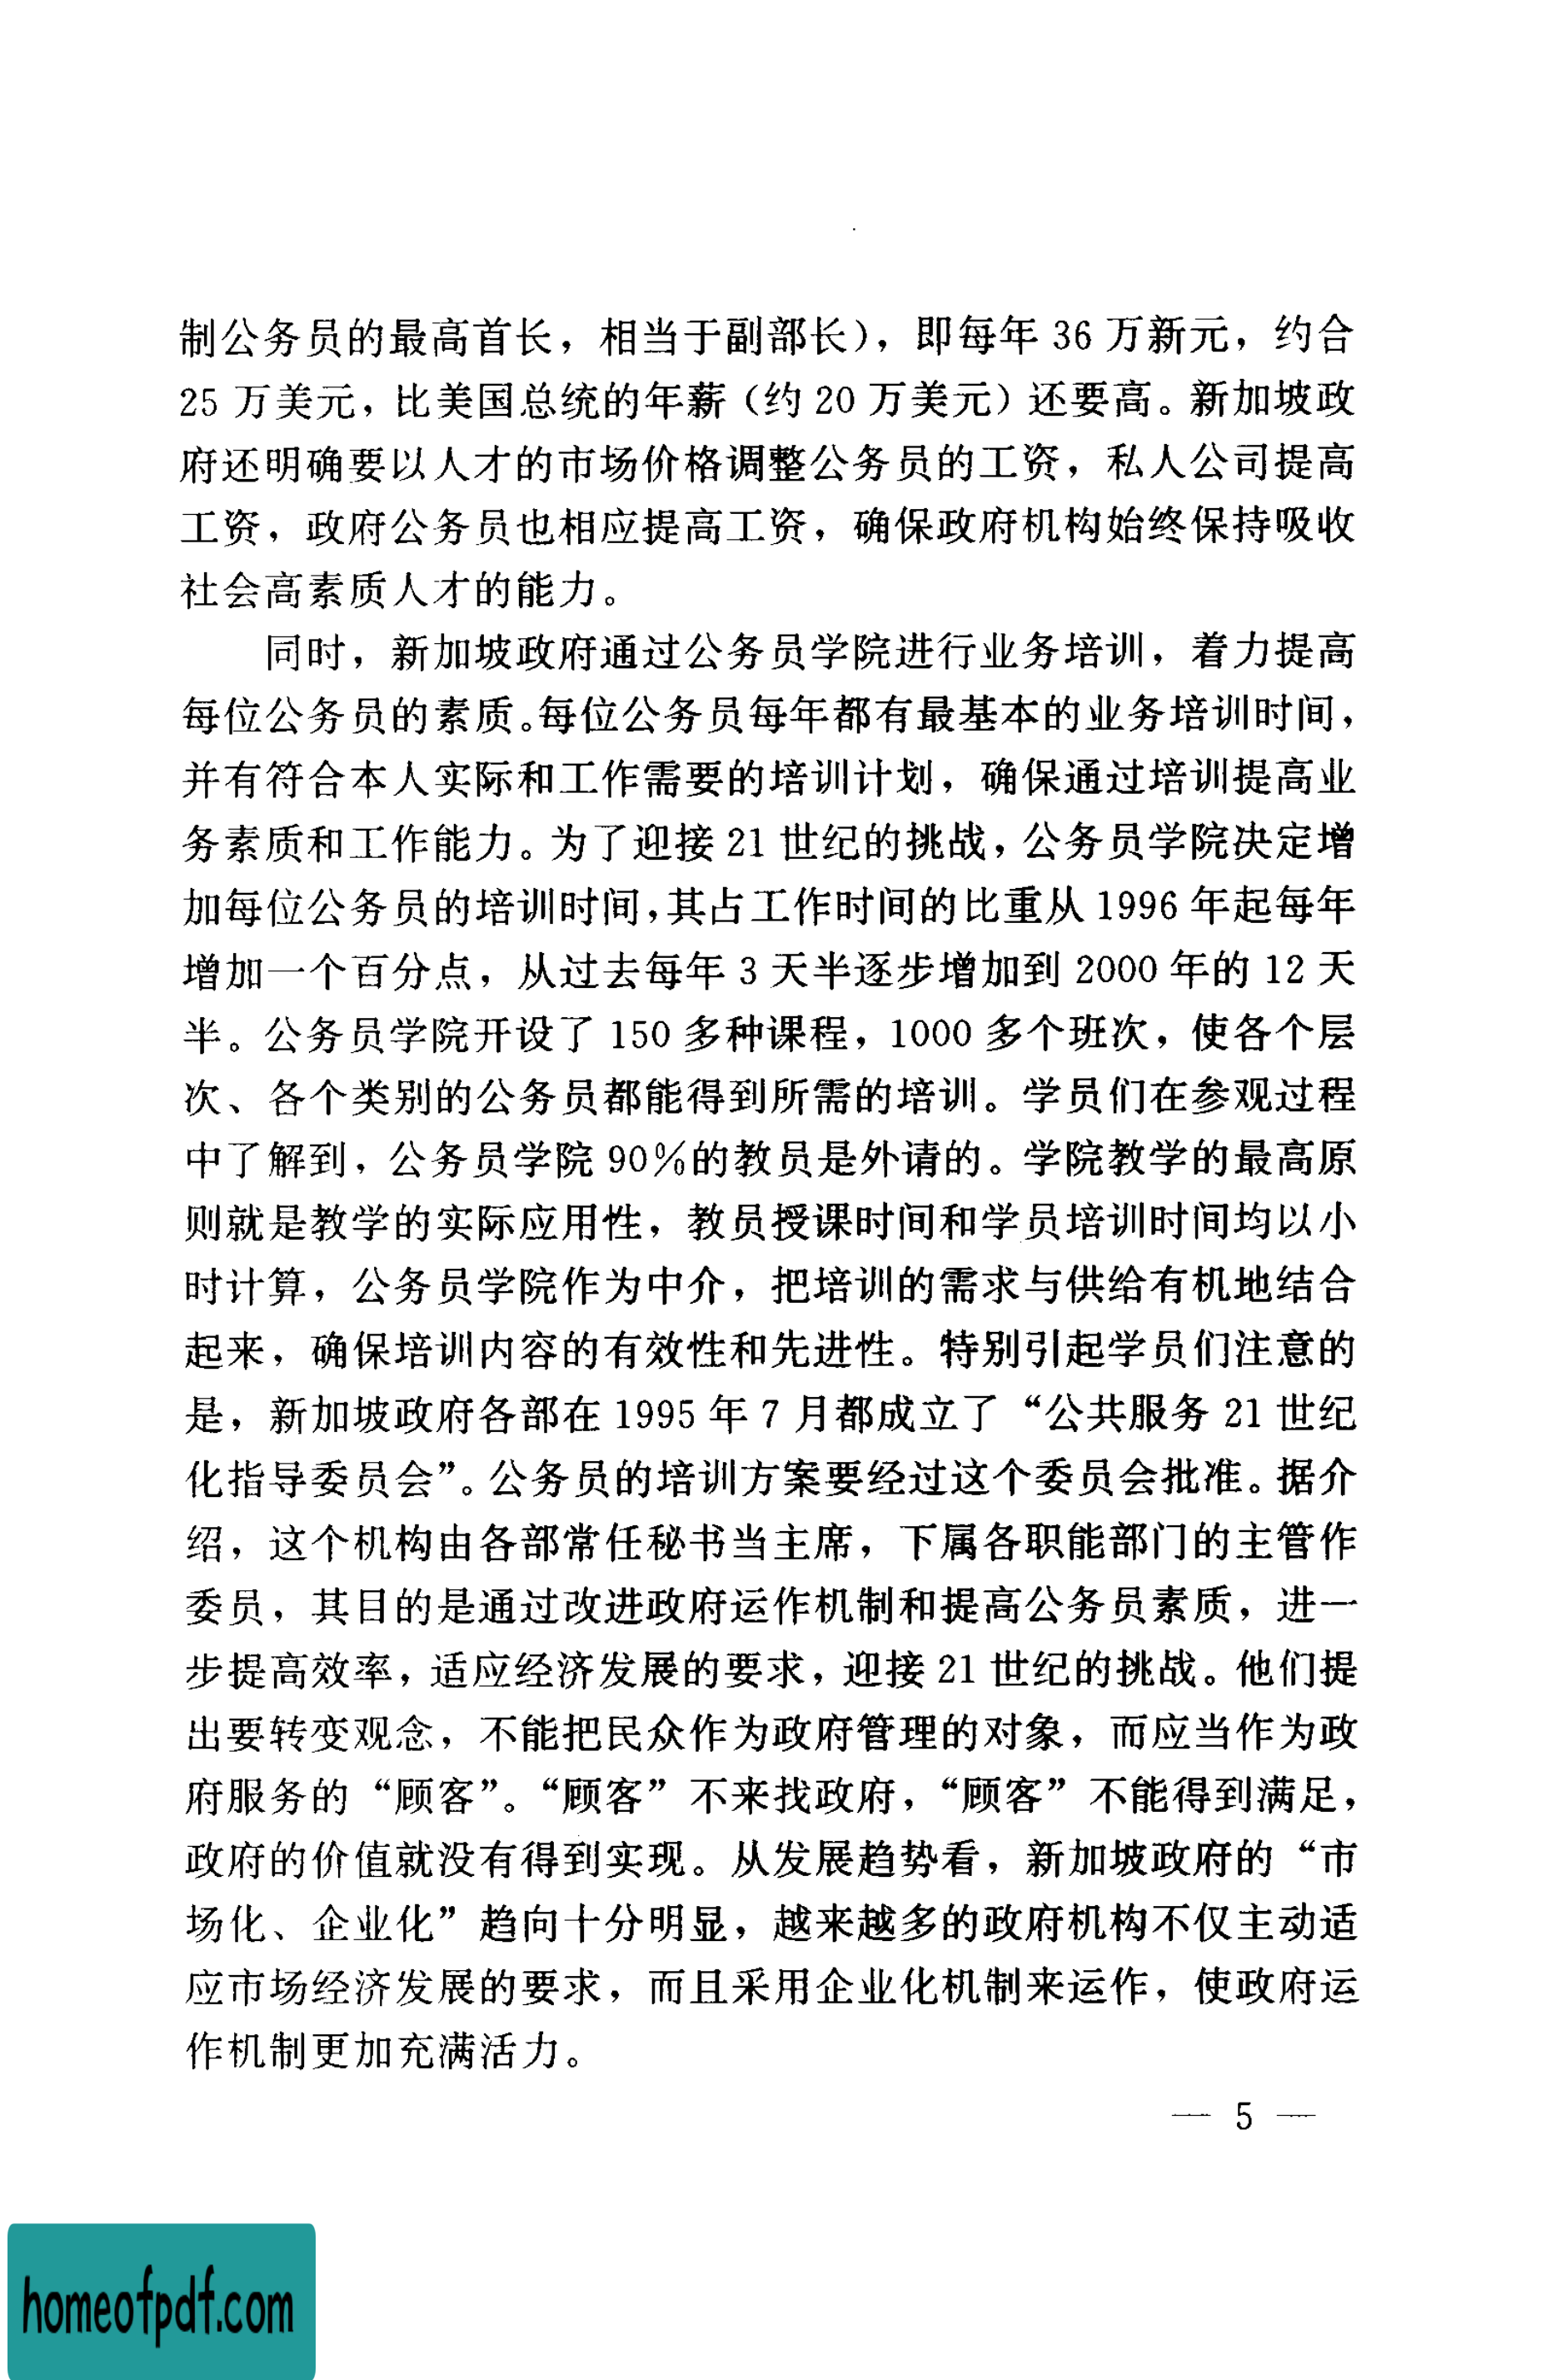 制公务员的最高首长，相当于副部长），即每年 36 万新元，约合
25 万美元，比美国总统的年薪（约 20 万美元）还要高。新加坡政
府还明确要以人才的市场价格调整公务员的工资，私人公司提高
工资，政府公务员也相应提高工资，确保政府机构始终保持吸收
社会高素质人才的能力。
同时，新加坡政府通过公务员学院进行业务培训，着力提高
每位公务员的素质。每位公务员每年都有最基本的业务培训时间，
并有符合本人实际和工作需要的培训计划，确保通过培训提高业
务素质和工作能力。为了迎接 21 世纪的挑战，公务员学院决定增
加每位公务员的培训时间，其占工作时间的比重从 1996 年起每年
增加一个百分点，从过去每年 3 天半逐步增加到 2000 年的 12 天
半。公务员学院开设了 150 多种课程，1000 多个班次，使各个层
次、各个类别的公务员都能得到所需的培训。学员们在参观过程
中了解到，公务员学院 90%的教员是外请的。学院教学的最高原
则就是教学的实际应用性，教员授课时间和学员培训时间均以小
时计算，公务员学院作为中介，把培训的需求与供给有机地结合
起来，确保培训内容的有效性和先进性。特别引起学员们注意的
是，新加坡政府各部在 1995 年 7 月都成立了“公共服务 21 世纪
化指导委员会”。公务员的培训方案要经过这个委员会批准。据介
绍，这个机构由各部常任秘书当主席，下属各职能部门的主管作
委员，其目的是通过改进政府运作机制和提高公务员素质，进一
步提高效率，适应经济发展的要求，迎接 21 世纪的挑战。他们提
出要转变观念，不能把民众作为政府管理的对象，而应当作为政
府服务的“顾客”。“顾客”不来找政府，“顾客”不能得到满足，
政府的价值就没有得到实现。从发展趋势看，新加坡政府的“市
场化、企业化”趋向十分明显，越来越多的政府机构不仅主动适
应市场经济发展的要求，而且采用企业化机制来运作，使政府运
作机制更加充满活力。
— 5 —
homeofpdf.com